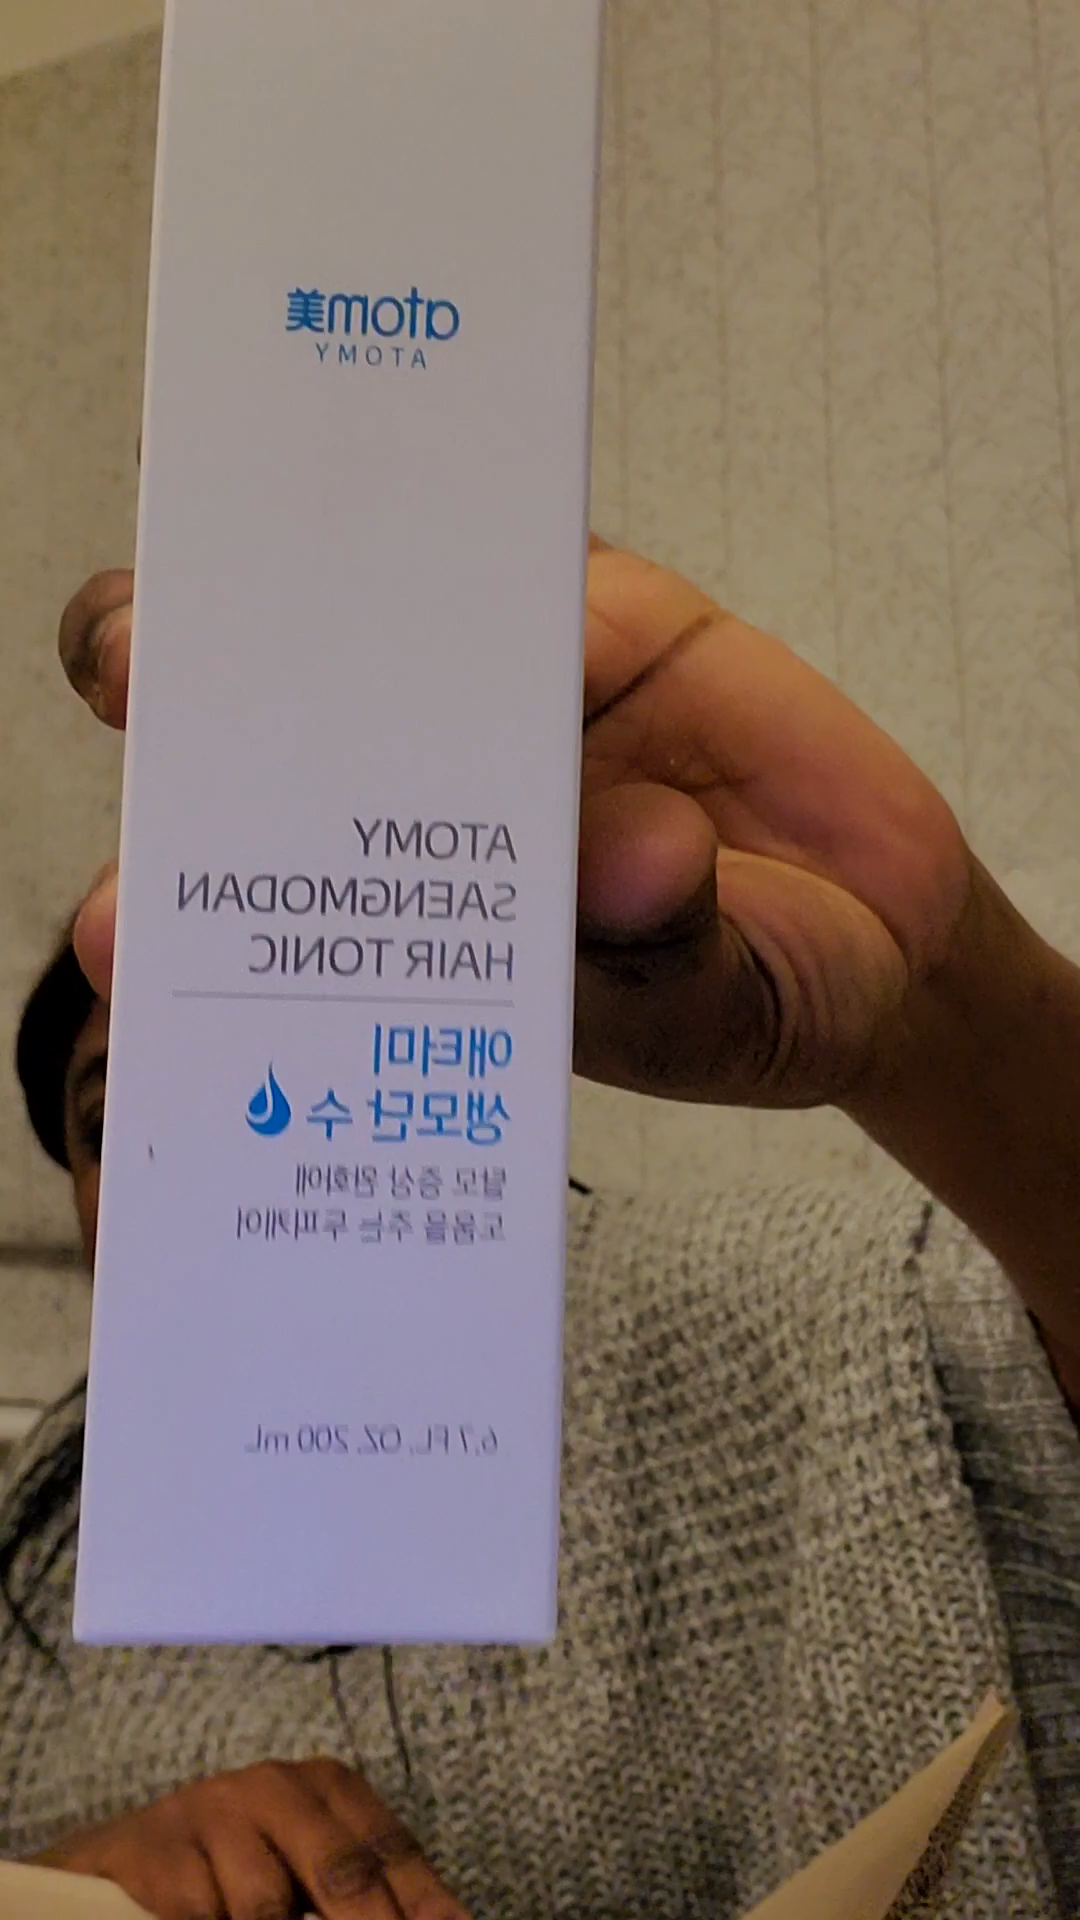 atom美
ATOMY
ATOMY
SAENGMODAN
HAIR TONIC
애터미
생모단 수
탈모 증상 완화에
도움을 주는 두피케어
6.7 FL. OZ. 200 mL